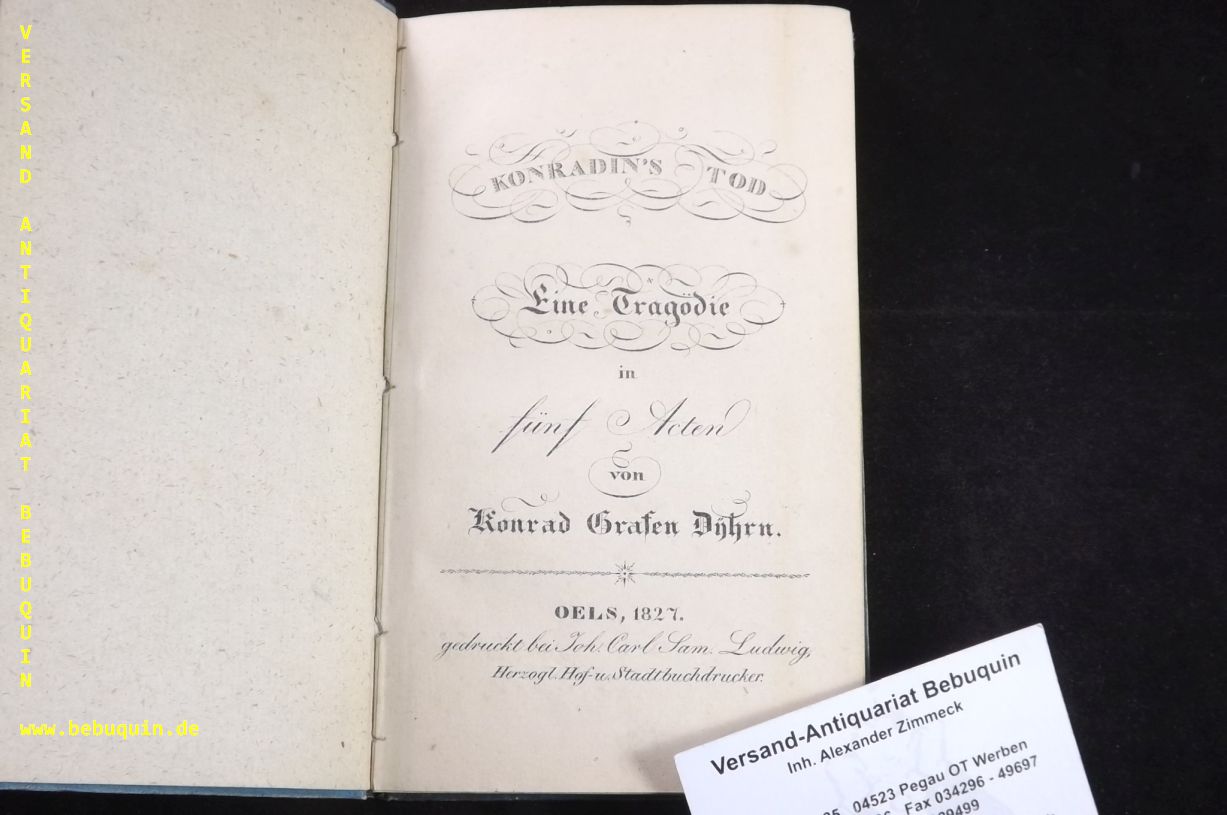 VERSAND ANTIQUARIAT BEBUQUIN
www.bebuquin.de
KONRADIN'S TOD
Eine Tragödie
in
fünf Acten
von
Konrad Grafen Dÿhrn.
OELS, 1827.
gedruckt bei Joh. Carl Sam. Ludwig,
Herzogl. Hof- u. Stadtbuchdrucker.
Versand-Antiquariat Bebuquin
Inh. Alexander Zimmeck
04523 Pegau OT Werben
Fax 034296 - 49697